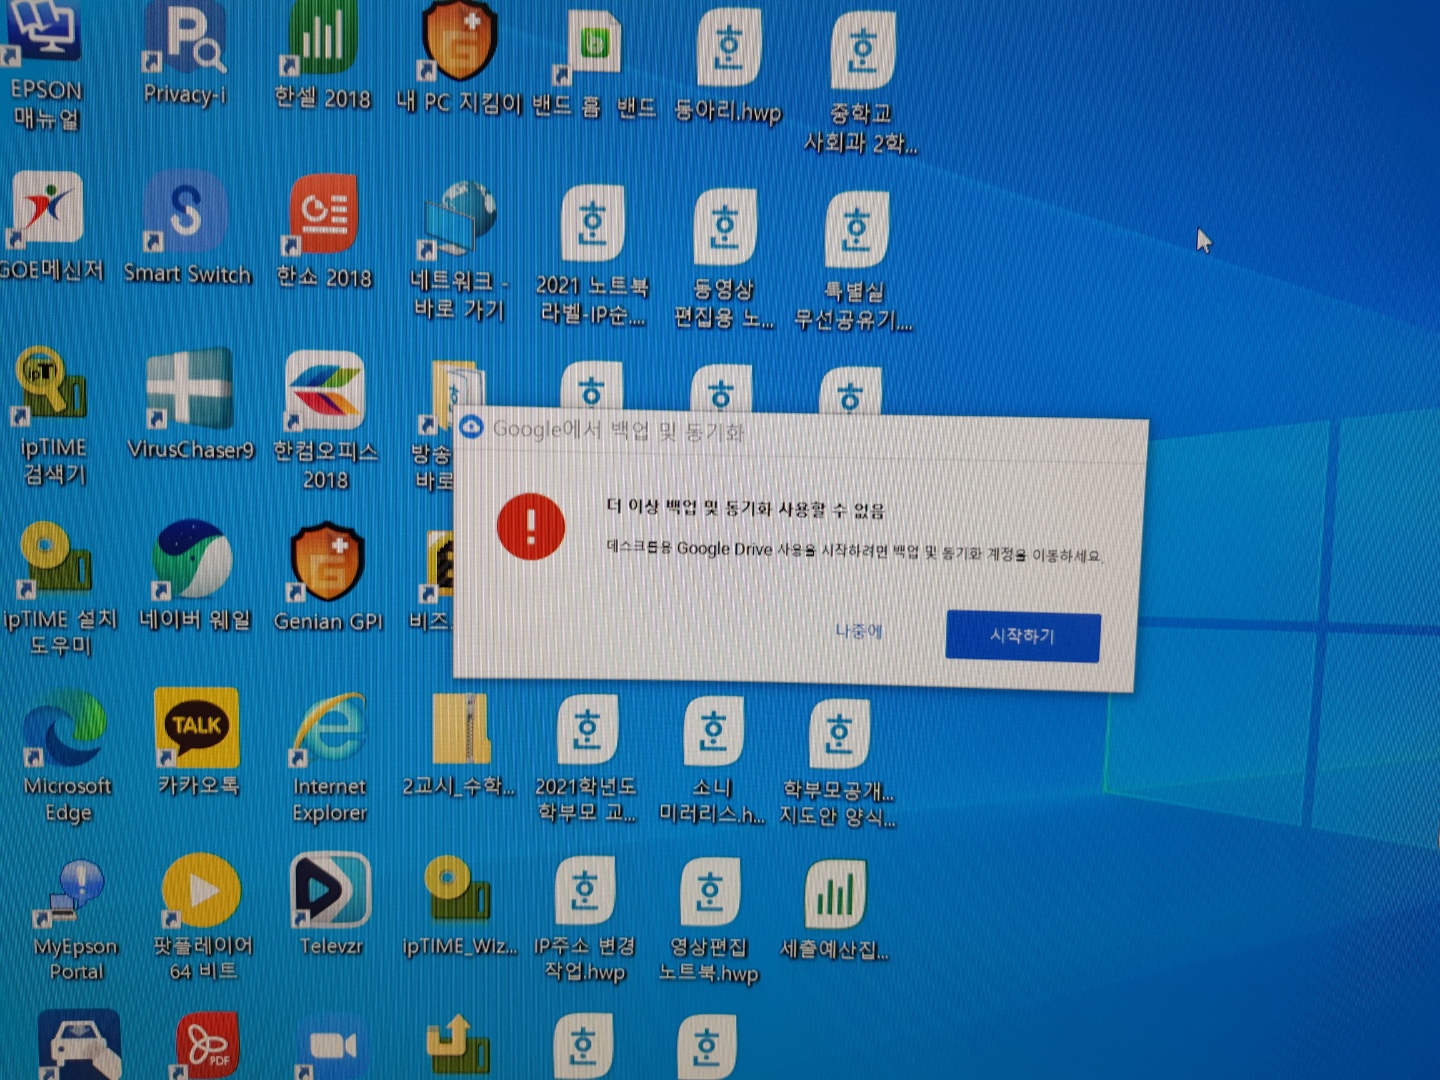 EPSON
매뉴얼
Privacy-i
한셀 2018
내 PC 지킴이
밴드 홈 밴드
동아리.hwp
중학교
사회과 2학...
GOE메신저
Smart Switch
한쇼 2018
네트워크 -
바로 가기
2021 노트북
라벨-IP순....
동영상
편집용 노...
특별실
무선공유기....
ipTIME
검색기
VirusChaser9
한컴오피스
2018
방송
바로
Google에서 백업 및 동기화
더 이상 백업 및 동기화 사용할 수 없음
데스크톱용 Google Drive 사용을 시작하려면 백업 및 동기화 계정을 이동하세요.
나중에
시작하기
ipTIME 설치
도우미
네이버 웨일
Genian GPI
비즈
Microsoft
Edge
TALK
카카오톡
Internet
Explorer
2교시_수학...
2021학년도
학부모 교...
소니
미러리스.h...
학부모공개...
지도안 양식...
MyEpson
Portal
팟플레이어
64 비트
Televzr
ipTIME_Wiz...
IP주소 변경
작업.hwp
영상편집
노트북.hwp
세출예산집...
PDF